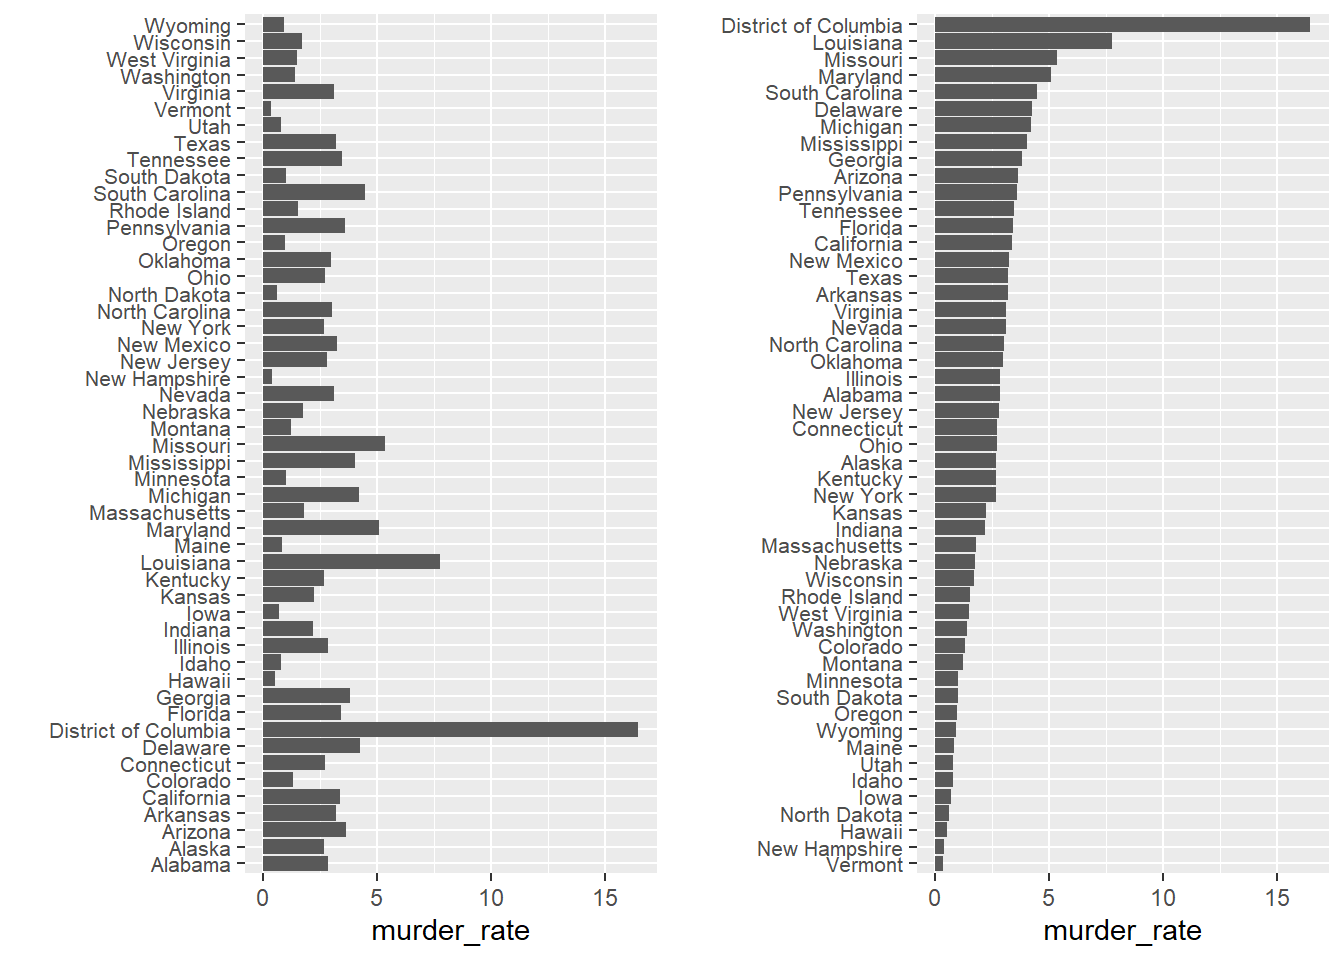 Wyoming
Wisconsin
West Virginia
Washington
Virginia
Vermont
Utah
Texas
Tennessee
South Dakota
South Carolina
Rhode Island
Pennsylvania
Oregon
Oklahoma
Ohio
North Dakota
North Carolina
New York
New Mexico
New Jersey
New Hampshire
Nevada
Nebraska
Montana
Missouri
Mississippi
Minnesota
Michigan
Massachusetts
Maryland
Maine
Louisiana
Kentucky
Kansas
Iowa
Indiana
Illinois
Idaho
Hawaii
Georgia
Florida
District of Columbia
Delaware
Connecticut
Colorado
California
Arkansas
Arizona
Alaska
Alabama
0 5 10 15
murder_rate
District of Columbia
Louisiana
Missouri
Maryland
South Carolina
Delaware
Michigan
Mississippi
Georgia
Arizona
Pennsylvania
Tennessee
Florida
California
New Mexico
Texas
Arkansas
Virginia
Nevada
North Carolina
Oklahoma
Illinois
Alabama
New Jersey
Connecticut
Ohio
Alaska
Kentucky
New York
Kansas
Indiana
Massachusetts
Nebraska
Wisconsin
Rhode Island
West Virginia
Washington
Colorado
Montana
Minnesota
South Dakota
Oregon
Wyoming
Maine
Utah
Idaho
Iowa
North Dakota
Hawaii
New Hampshire
Vermont
0 5 10 15
murder_rate